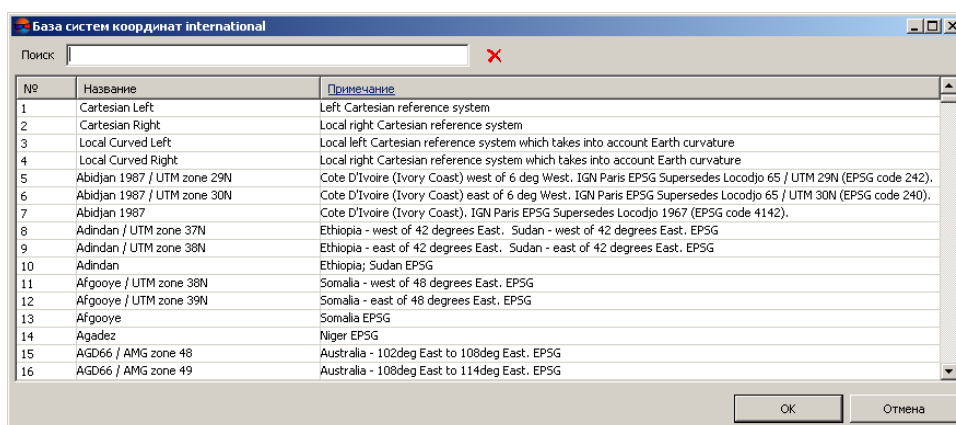 База систем координат international
Поиск
№ Название Примечание
1 Cartesian Left Left Cartesian reference system
2 Cartesian Right Local right Cartesian reference system
3 Local Curved Left Local left Cartesian reference system which takes into account Earth curvature
4 Local Curved Right Local right Cartesian reference system which takes into account Earth curvature
5 Abidjan 1987 / UTM zone 29N Cote D'Ivoire (Ivory Coast) west of 6 deg West. IGN Paris EPSG Supersedes Locodjo 65 / UTM 29N (EPSG code 242).
6 Abidjan 1987 / UTM zone 30N Cote D'Ivoire (Ivory Coast) east of 6 deg West. IGN Paris EPSG Supersedes Locodjo 65 / UTM 30N (EPSG code 240).
7 Abidjan 1987 Cote D'Ivoire (Ivory Coast). IGN Paris EPSG Supersedes Locodjo 1967 (EPSG code 4142).
8 Adindan / UTM zone 37N Ethiopia - west of 42 degrees East. Sudan - west of 42 degrees East. EPSG
9 Adindan / UTM zone 38N Ethiopia - east of 42 degrees East. Sudan - east of 42 degrees East. EPSG
10 Adindan Ethiopia; Sudan EPSG
11 Afgooye / UTM zone 38N Somalia - west of 48 degrees East. EPSG
12 Afgooye / UTM zone 39N Somalia - east of 48 degrees East. EPSG
13 Afgooye Somalia EPSG
14 Agadez Niger EPSG
15 AGD66 / AMG zone 48 Australia - 102deg East to 108deg East. EPSG
16 AGD66 / AMG zone 49 Australia - 108deg East to 114deg East. EPSG
OK Отмена